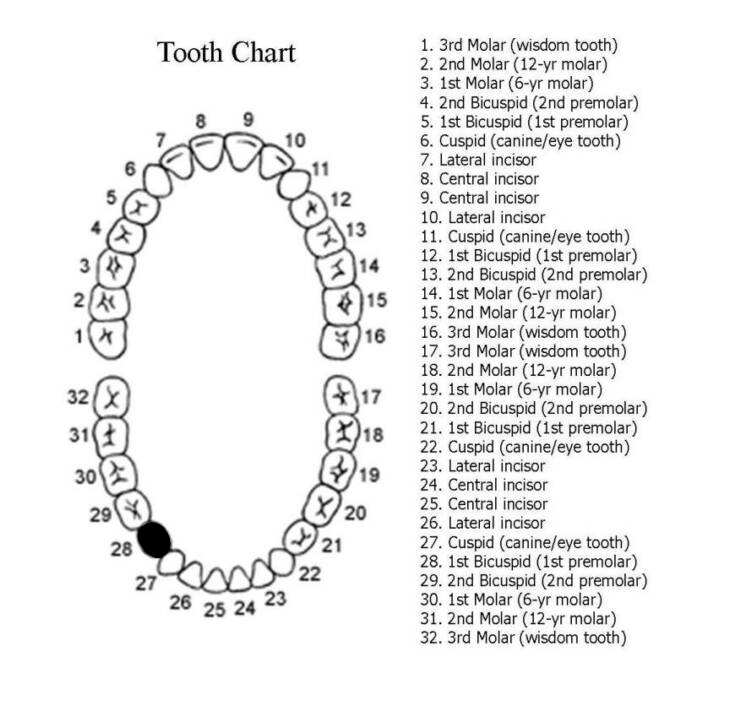 Tooth Chart
8
9
7
10
6
11
5
12
4
13
3
14
2
15
1
16
32
17
31
18
30
19
29
20
28
21
27
22
26
23
25
24
1. 3rd Molar (wisdom tooth)
2. 2nd Molar (12-yr molar)
3. 1st Molar (6-yr molar)
4. 2nd Bicuspid (2nd premolar)
5. 1st Bicuspid (1st premolar)
6. Cuspid (canine/eye tooth)
7. Lateral incisor
8. Central incisor
9. Central incisor
10. Lateral incisor
11. Cuspid (canine/eye tooth)
12. 1st Bicuspid (1st premolar)
13. 2nd Bicuspid (2nd premolar)
14. 1st Molar (6-yr molar)
15. 2nd Molar (12-yr molar)
16. 3rd Molar (wisdom tooth)
17. 3rd Molar (wisdom tooth)
18. 2nd Molar (12-yr molar)
19. 1st Molar (6-yr molar)
20. 2nd Bicuspid (2nd premolar)
21. 1st Bicuspid (1st premolar)
22. Cuspid (canine/eye tooth)
23. Lateral incisor
24. Central incisor
25. Central incisor
26. Lateral incisor
27. Cuspid (canine/eye tooth)
28. 1st Bicuspid (1st premolar)
29. 2nd Bicuspid (2nd premolar)
30. 1st Molar (6-yr molar)
31. 2nd Molar (12-yr molar)
32. 3rd Molar (wisdom tooth)